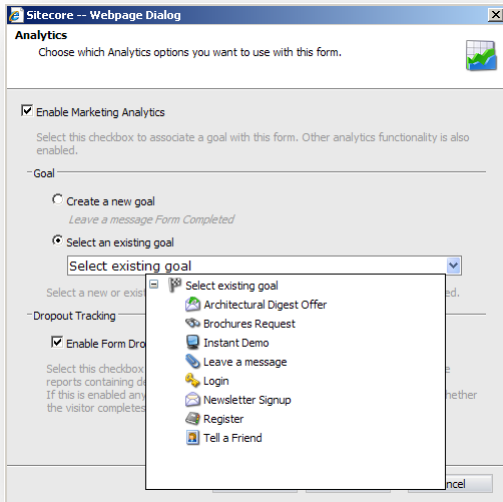 Sitecore -- Webpage Dialog
Analytics
Choose which Analytics options you want to use with this form.
Enable Marketing Analytics
Select this checkbox to associate a goal with this form. Other analytics functionality is also
enabled.
Goal
Create a new goal
Leave a message Form Completed
Select an existing goal
Select existing goal
Select a new or exist ed.
Select existing goal
Architectural Digest Offer
Brochures Request
Instant Demo
Leave a message
Login
Newsletter Signup
Register
Tell a Friend
Dropout Tracking
Enable Form Dro
Select this checkbox e
reports containing de
If this is enabled any hether
the visitor completes
ncel